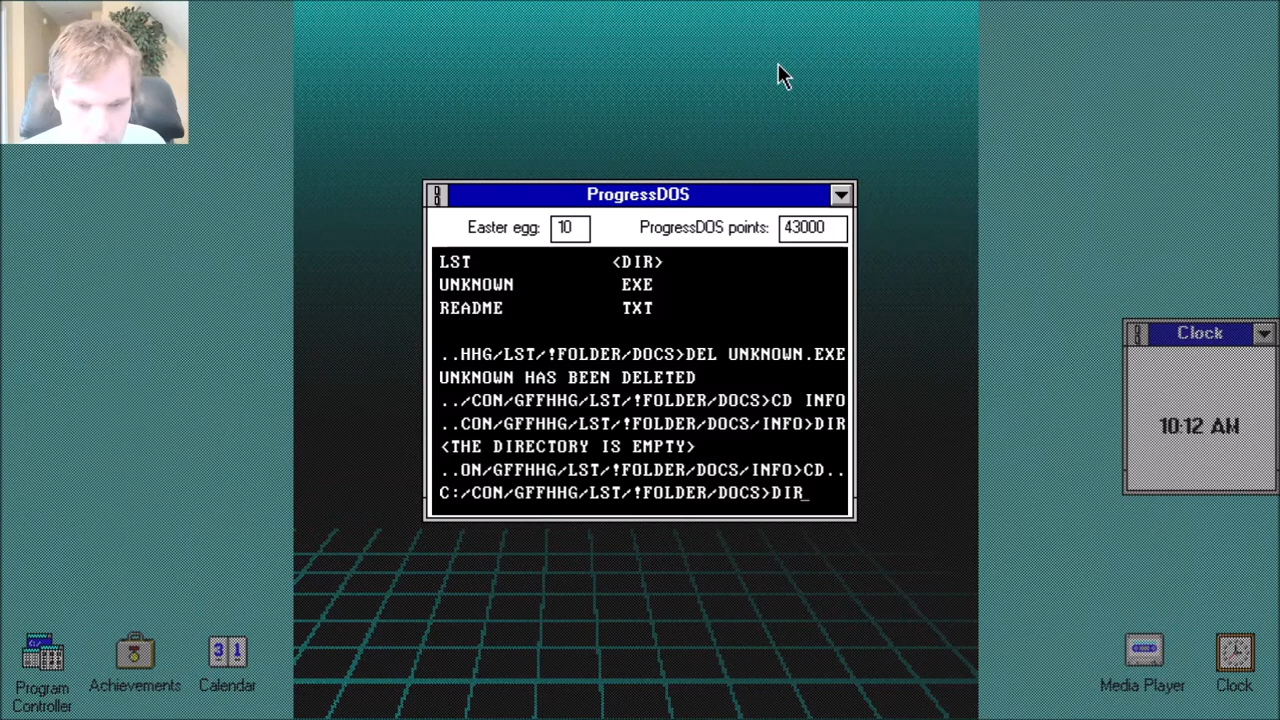 ProgressDOS
Easter egg: 10 ProgressDOS points: 43000
LST <DIR>
UNKNOWN EXE
README TXT
..HHG/LST/!FOLDER/DOCS>DEL UNKNOWN.EXE
UNKNOWN HAS BEEN DELETED
../CON/GFFHHG/LST/!FOLDER/DOCS>CD INFO
..CON/GFFHHG/LST/!FOLDER/DOCS/INFO>DIR
<THE DIRECTORY IS EMPTY>
..ON/GFFHHG/LST/!FOLDER/DOCS/INFO>CD..
C:/CON/GFFHHG/LST/!FOLDER/DOCS>DIR_
Clock
10:12 AM
Program
Controller
Achievements
31
Calendar
Media Player
Clock